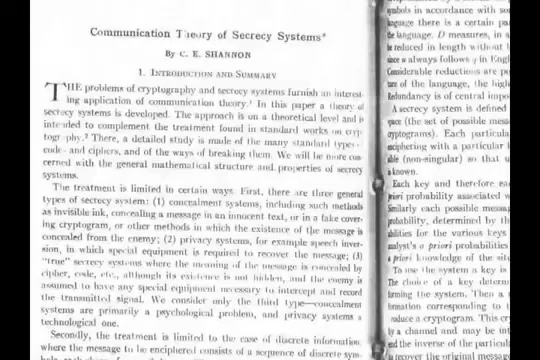 Communication Theory of Secrecy Systems*
By C. E. SHANNON
1. INTRODUCTION AND SUMMARY
THE problems of cryptography and secrecy systems furnish an interest-
ing application of communication theory.¹ In this paper a theory of
secrecy systems is developed. The approach is on a theoretical level and is
intended to complement the treatment found in standard works on cryp-
tography.² There, a detailed study is made of the many standard types of
codes and ciphers, and of the ways of breaking them. We will be more con-
cerned with the general mathematical structure and properties of secrecy
systems.
The treatment is limited in certain ways. First, there are three general
types of secrecy system: (1) concealment systems, including such methods
as invisible ink, concealing a message in an innocent text, or in a fake cover-
ing cryptogram, or other methods in which the existence of the message is
concealed from the enemy; (2) privacy systems, for example speech inver-
sion, in which special equipment is required to recover the message; (3)
"true" secrecy systems where the meaning of the message is concealed by
cipher, code, etc., although its existence is not hidden, and the enemy is
assumed to have any special equipment necessary to intercept and record
the transmitted signal. We consider only the third type—concealment
systems are primarily a psychological problem, and privacy systems a
technological one.
Secondly, the treatment is limited to the case of discrete information
where the message to be enciphered consists of a sequence of discrete sym-
symbols in accordance with so
language there is a certain
the language. D measures, in a
be reduced in length without
always follows q in Engl
Considerable reductions are
ture of the language, the high
Redundancy is of central impo
A secrecy system is defined
space (the set of possible mess
cryptograms). Each particula
enciphering with a particular
(non-singular) so that u
is known.
Each key and therefore ea
priori probability associated w
Similarly each possible messag
probability, determined by th
for the various keys
analyst's a priori probabilities
a priori knowledge of the sit
To use the system a key is
The choice of a key determ
forming the system. Then a
formation corresponding to
produce a cryptogram. This cr
by a channel and may be int
and the inverse of the particul
to recover the original message